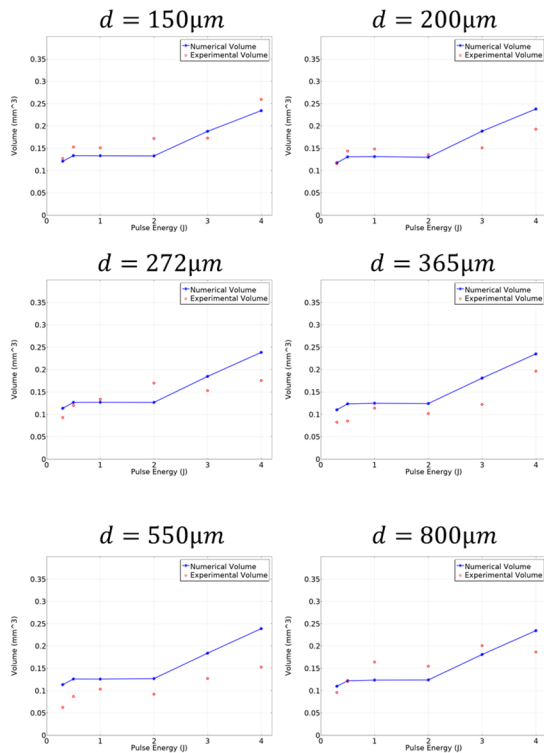 d = 150μm
d = 200μm
Numerical Volume
Experimental Volume
Volume (mm^3)
0.35
0.3
0.25
0.2
0.15
0.1
0.05
0
0 1 2 3 4
Pulse Energy (J)
Numerical Volume
Experimental Volume
Volume (mm^3)
0.35
0.3
0.25
0.2
0.15
0.1
0.05
0
0 1 2 3 4
Pulse Energy (J)
d = 272μm
d = 365μm
Numerical Volume
Experimental Volume
Volume (mm^3)
0.35
0.3
0.25
0.2
0.15
0.1
0.05
0
0 1 2 3 4
Pulse Energy (J)
Numerical Volume
Experimental Volume
Volume (mm^3)
0.35
0.3
0.25
0.2
0.15
0.1
0.05
0
0 1 2 3 4
Pulse Energy (J)
d = 550μm
d = 800μm
Numerical Volume
Experimental Volume
Volume (mm^3)
0.35
0.3
0.25
0.2
0.15
0.1
0.05
0
0 1 2 3 4
Pulse Energy (J)
Numerical Volume
Experimental Volume
Volume (mm^3)
0.35
0.3
0.25
0.2
0.15
0.1
0.05
0
0 1 2 3 4
Pulse Energy (J)